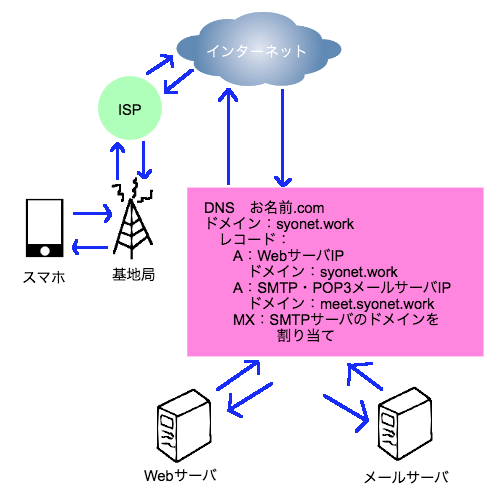 インターネット
ISP
スマホ
基地局
DNS　お名前.com
ドメイン：syonet.work
レコード：
A：WebサーバIP
ドメイン：syonet.work
A：SMTP・POP3メールサーバIP
ドメイン：meet.syonet.work
MX：SMTPサーバのドメインを
割り当て
Webサーバ
メールサーバ